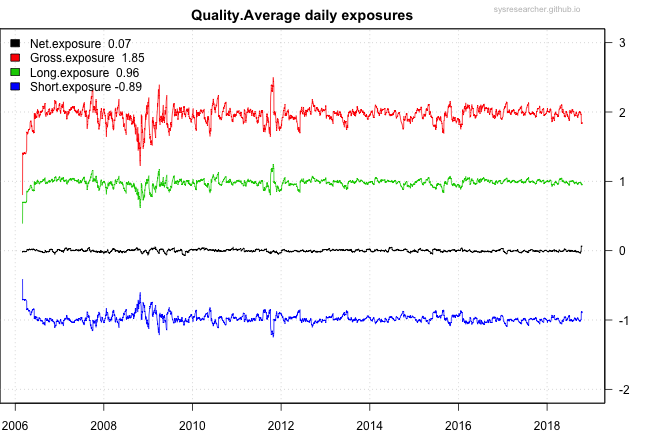 Quality.Average daily exposures
sysresearcher.github.io
Net.exposure 0.07
Gross.exposure 1.85
Long.exposure 0.96
Short.exposure -0.89
3
2
1
0
-1
-2
2006 2008 2010 2012 2014 2016 2018